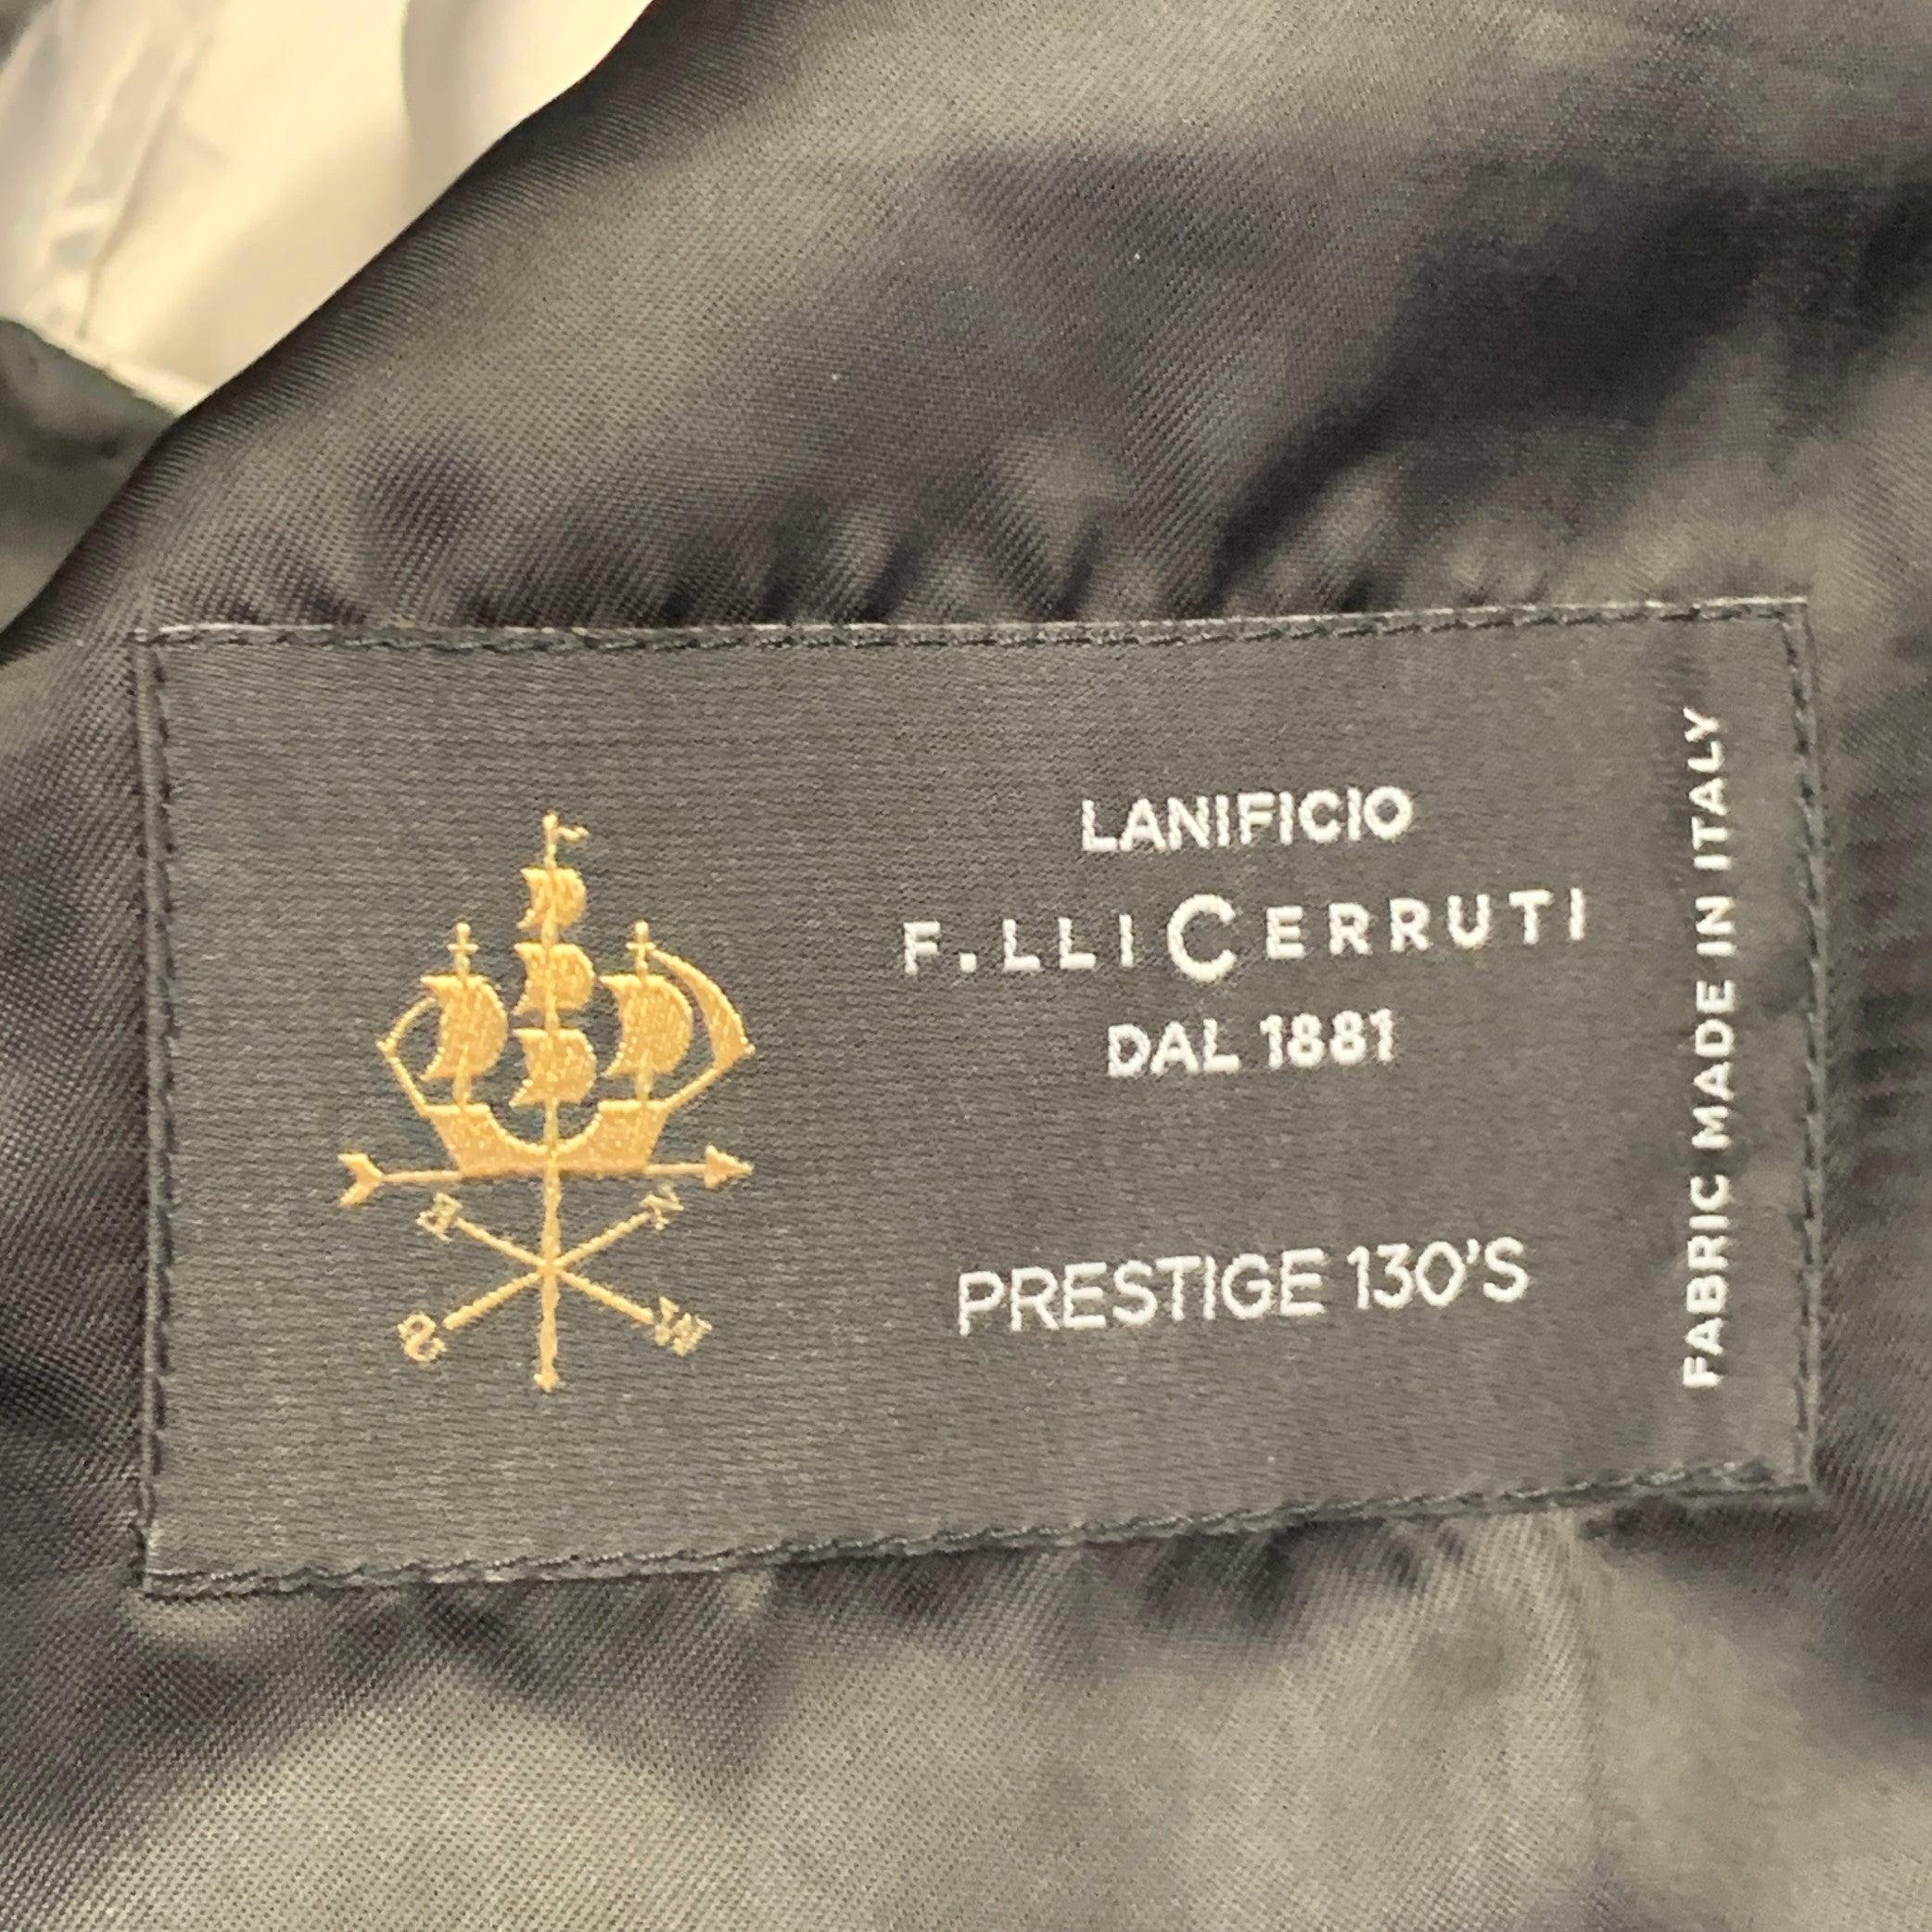 LANIFICIO
F.LLI CERRUTI
DAL 1881
PRESTIGE 130'S
FABRIC MADE IN ITALY
E N
S W